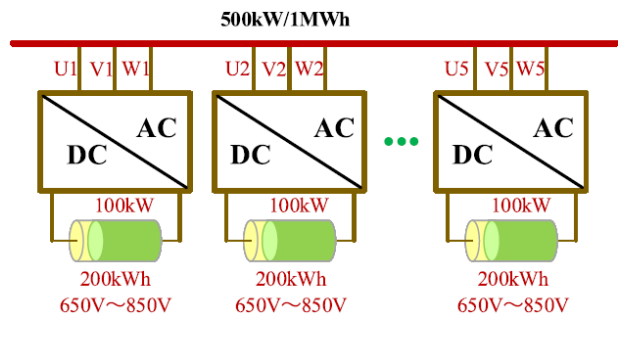 500kW/1MWh
U1 V1 W1 U2 V2 W2 U5 V5 W5
AC AC AC
DC DC ••• DC
100kW 100kW 100kW
200kWh 200kWh 200kWh
650V～850V 650V～850V 650V～850V